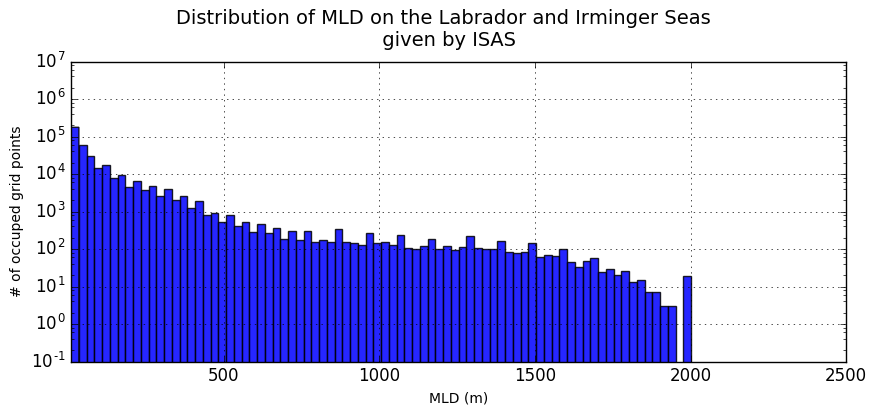 Distribution of MLD on the Labrador and Irminger Seas
given by ISAS
# of occuped grid points
10^7
10^6
10^5
10^4
10^3
10^2
10^1
10^0
10^-1
500 1000 1500 2000 2500
MLD (m)